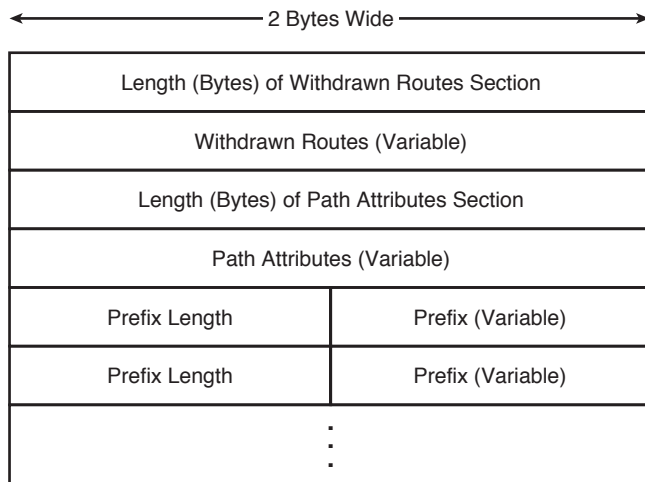 2 Bytes Wide
Length (Bytes) of Withdrawn Routes Section
Withdrawn Routes (Variable)
Length (Bytes) of Path Attributes Section
Path Attributes (Variable)
Prefix Length Prefix (Variable)
Prefix Length Prefix (Variable)